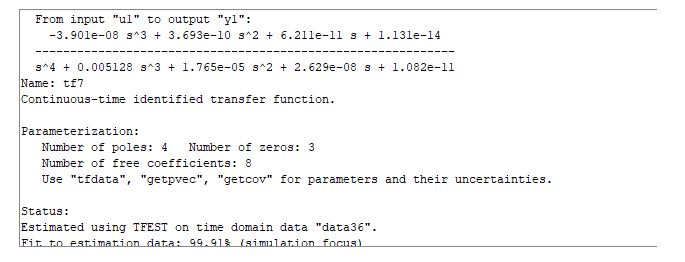 From input "u1" to output "y1":
-3.901e-08 s^3 + 3.693e-10 s^2 + 6.211e-11 s + 1.131e-14
----------------------------------------------------------
s^4 + 0.005128 s^3 + 1.765e-05 s^2 + 2.629e-08 s + 1.082e-11
Name: tf7
Continuous-time identified transfer function.
Parameterization:
Number of poles: 4   Number of zeros: 3
Number of free coefficients: 8
Use "tfdata", "getpvec", "getcov" for parameters and their uncertainties.
Status:
Estimated using TFEST on time domain data "data36".
Fit to estimation data: 99.91% (simulation focus)